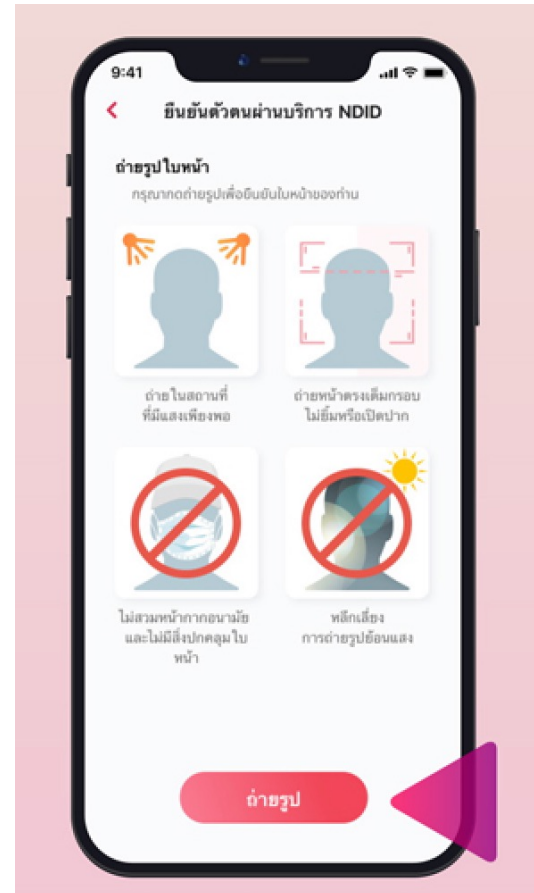 9:41
ยืนยันตัวตนผ่านบริการ NDID
ถ่ายรูปใบหน้า
กรุณากดถ่ายรูปเพื่อยืนยันใบหน้าของท่าน
ถ่ายในสถานที่
ที่มีแสงเพียงพอ
ถ่ายหน้าตรงเต็มกรอบ
ไม่ยิ้มหรือเปิดปาก
ไม่สวมหน้ากากอนามัย
และไม่มีสิ่งปกคลุมใบ
หน้า
หลีกเลี่ยง
การถ่ายรูปย้อนแสง
ถ่ายรูป